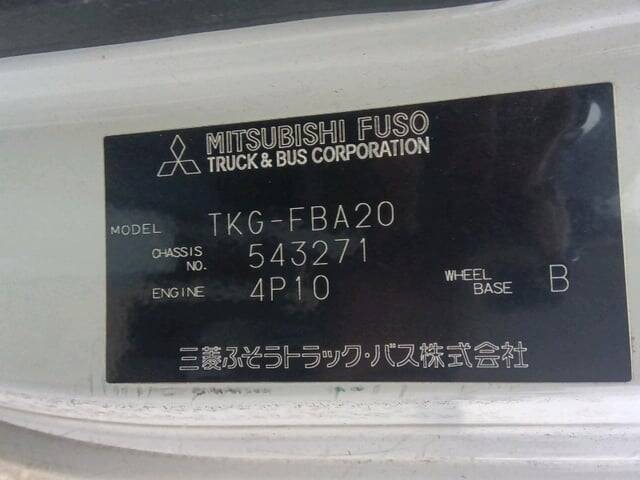 MITSUBISHI FUSO
TRUCK & BUS CORPORATION
MODEL TKG-FBA20
CHASSIS NO. 543271
ENGINE 4P10
WHEEL BASE B
三菱ふそうトラック・バス株式会社